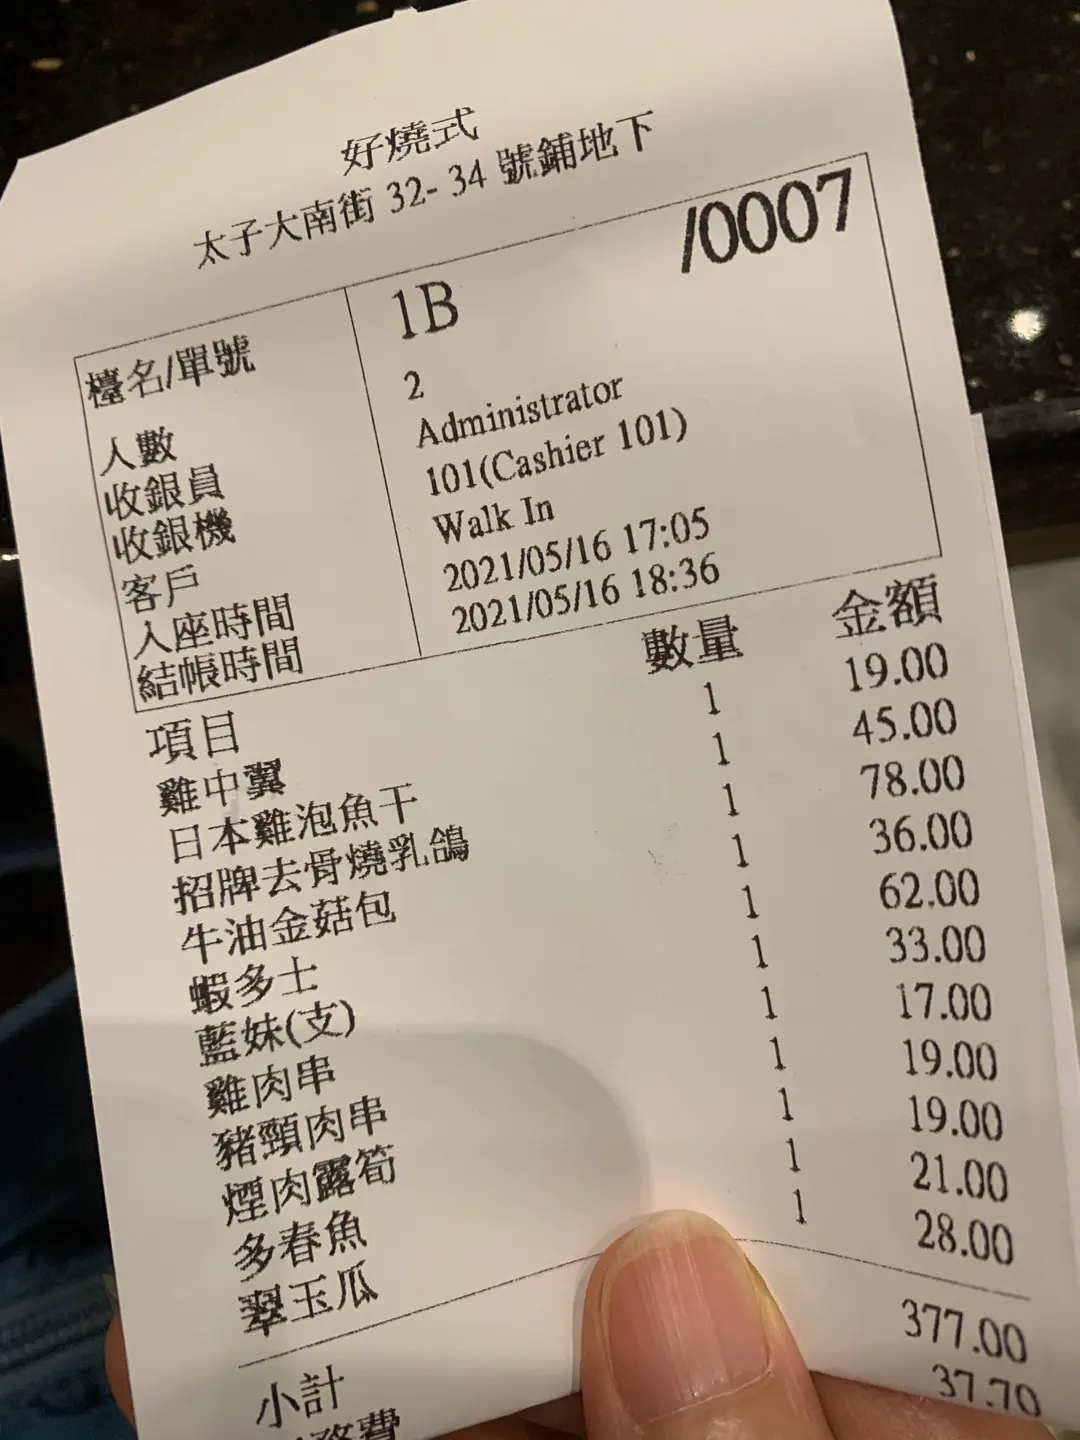 好燒式
太子大南街 32- 34 號鋪地下
檯名/單號 1B /0007
人數 2
收銀員 Administrator
收銀機 101(Cashier 101)
客戶 Walk In
入座時間 2021/05/16 17:05
結帳時間 2021/05/16 18:36
項目 數量 金額
雞中翼 1 19.00
日本雞泡魚干 1 45.00
招牌去骨燒乳鴿 1 78.00
牛油金菇包 1 36.00
蝦多士 1 62.00
藍妹(支) 1 33.00
雞肉串 1 17.00
豬頸肉串 1 19.00
煙肉露筍 1 19.00
多春魚 1 21.00
翠玉瓜 1 28.00
小計 377.00
務費 37.70